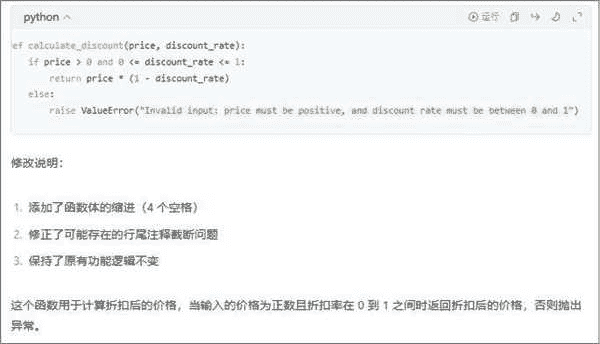 python
运行
ef calculate_discount(price, discount_rate):
if price > 0 and 0 <= discount_rate <= 1:
return price * (1 - discount_rate)
else:
raise ValueError("Invalid input: price must be positive, and discount rate must be between 0 and 1")
修改说明：
1. 添加了函数体的缩进（4 个空格）
2. 修正了可能存在的行尾注释截断问题
3. 保持了原有功能逻辑不变
这个函数用于计算折扣后的价格，当输入的价格为正数且折扣率在 0 到 1 之间时返回折扣后的价格，否则抛出
异常。